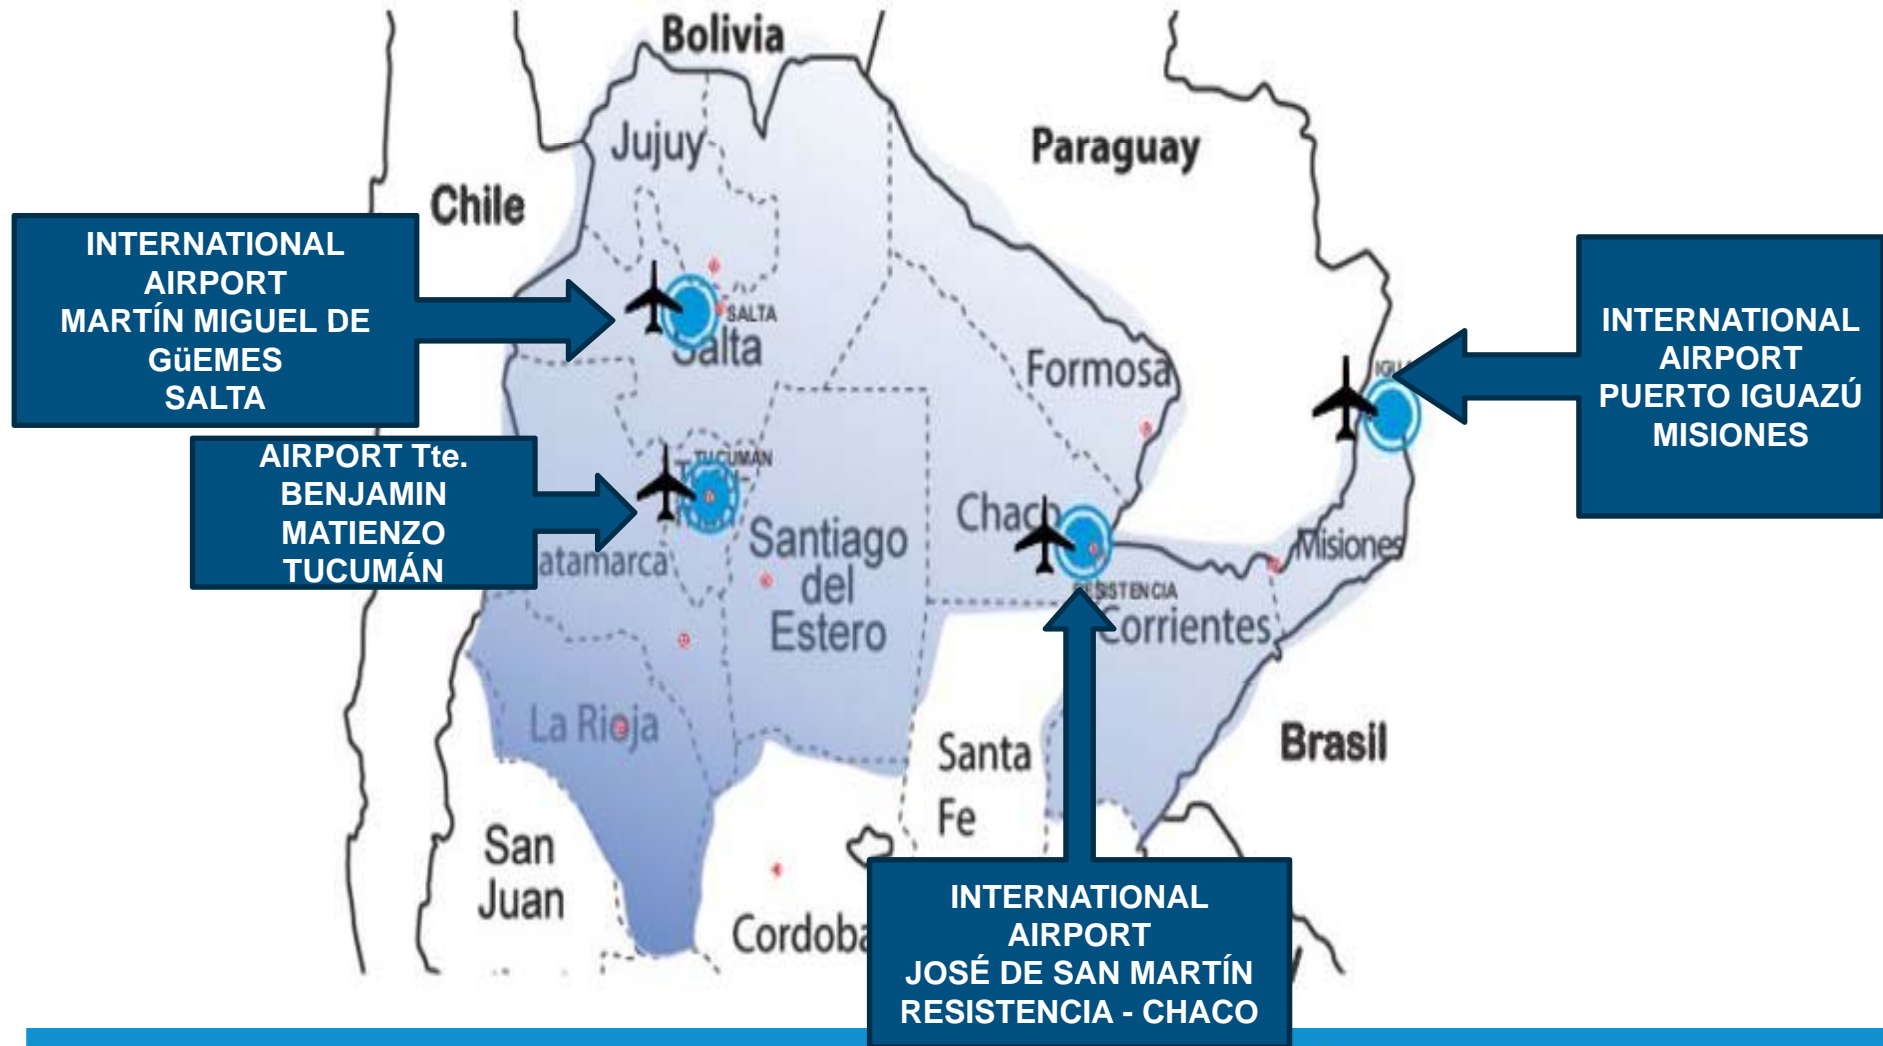 Bolivia
Jujuy
Paraguay
Chile
INTERNATIONAL
AIRPORT
MARTÍN MIGUEL DE
GüEMES
SALTA
SALTA
Salta
Formosa
INTERNATIONAL
AIRPORT
PUERTO IGUAZÚ
MISIONES
AIRPORT Tte.
BENJAMIN
MATIENZO
TUCUMÁN
TUCUMÁN
atamarca
Santiago
del
Estero
Chaco
Misiones
RESISTENCIA
Corrientes
La Rioja
Santa
Fe
Brasil
San
Juan
Cordoba
INTERNATIONAL
AIRPORT
JOSÉ DE SAN MARTÍN
RESISTENCIA - CHACO